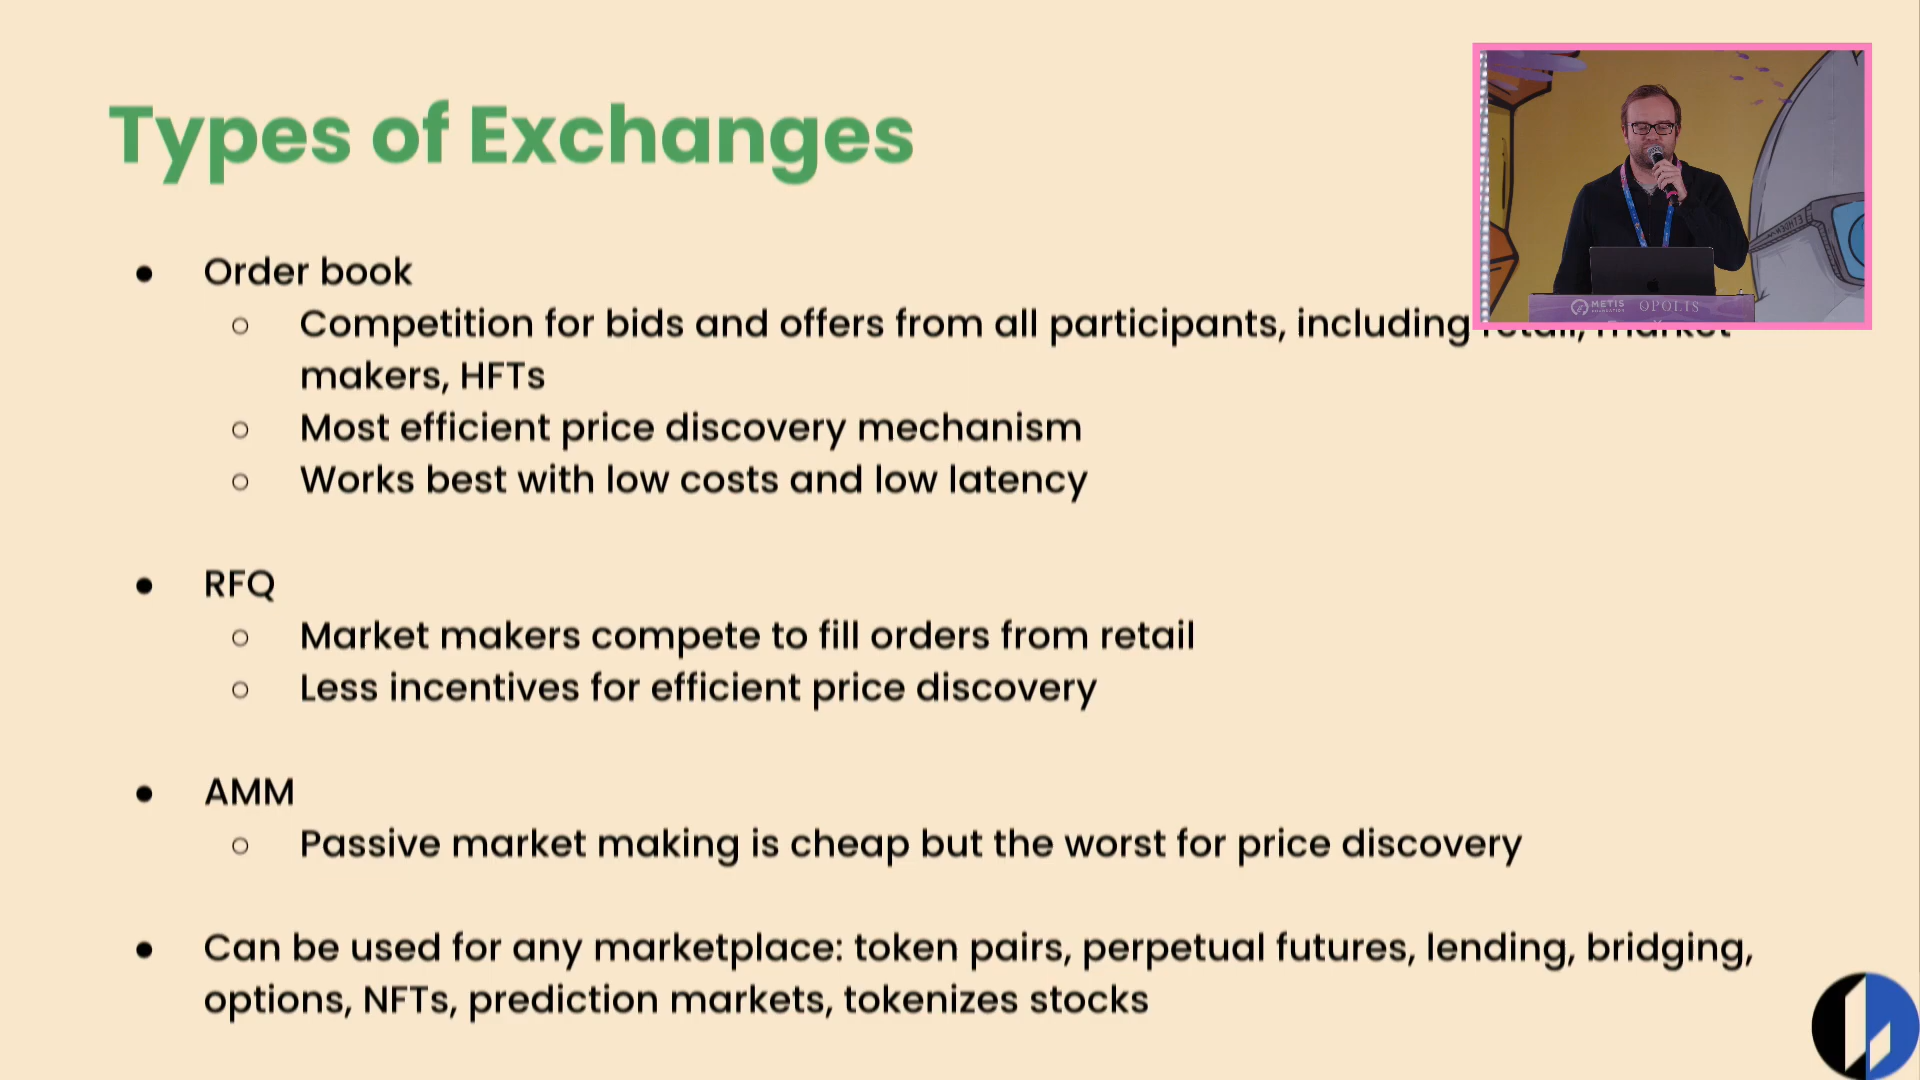 Types of Exchanges
● Order book
○ Competition for bids and offers from all participants, including retail, market
makers, HFTs
○ Most efficient price discovery mechanism
○ Works best with low costs and low latency
● RFQ
○ Market makers compete to fill orders from retail
○ Less incentives for efficient price discovery
● AMM
○ Passive market making is cheap but the worst for price discovery
● Can be used for any marketplace: token pairs, perpetual futures, lending, bridging,
options, NFTs, prediction markets, tokenizes stocks
METIS
OPOLIS